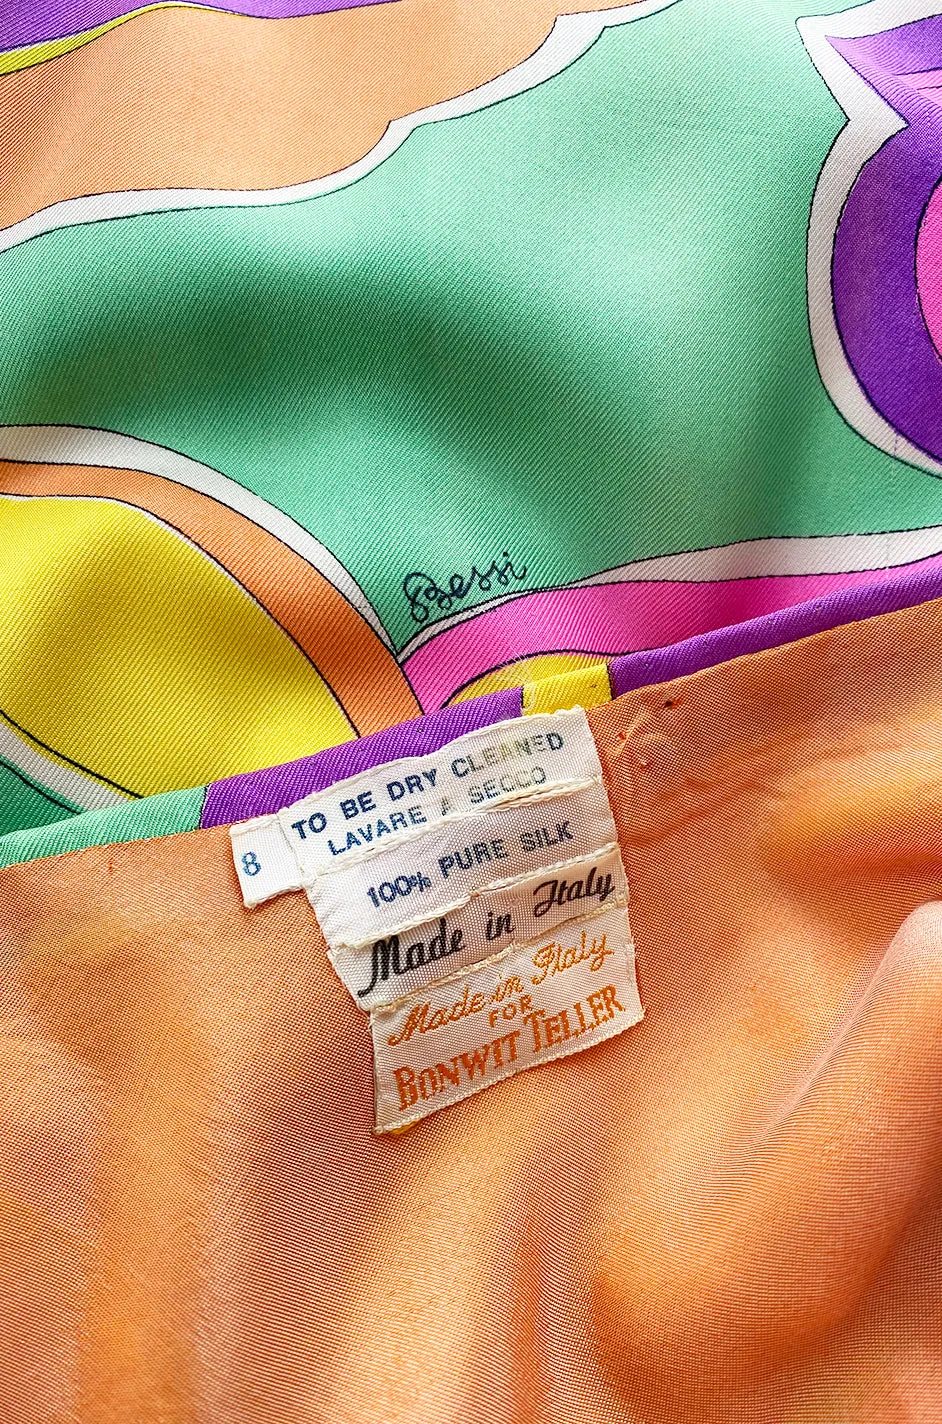 Bessi
TO BE DRY CLEANED
LAVARE A SECCO
8
100% PURE SILK
Made in Italy
Made in Italy
FOR
BONWIT TELLER